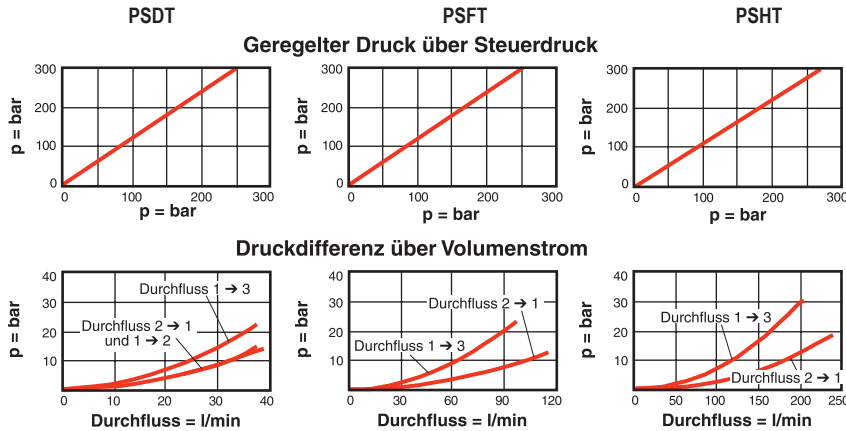 PSDT PSFT PSHT
Geregelter Druck über Steuerdruck
p = bar
300
200
100
0
0 100 200 300
p = bar
p = bar
300
200
100
0
0 100 200 300
p = bar
p = bar
300
200
100
0
0 100 200 300
p = bar
Druckdifferenz über Volumenstrom
p = bar
40
30
20
10
Durchfluss 1 ➔ 3
Durchfluss 2 ➔ 1
und 1 ➔ 2
0 10 20 30 40
Durchfluss = l/min
p = bar
40
30
20
10
Durchfluss 2 ➔ 1
Durchfluss 1 ➔ 3
0 30 60 90 120
Durchfluss = l/min
p = bar
40
30
20
10
Durchfluss 1 ➔ 3
Durchfluss 2 ➔ 1
0 50 100 150 200 250
Durchfluss = l/min